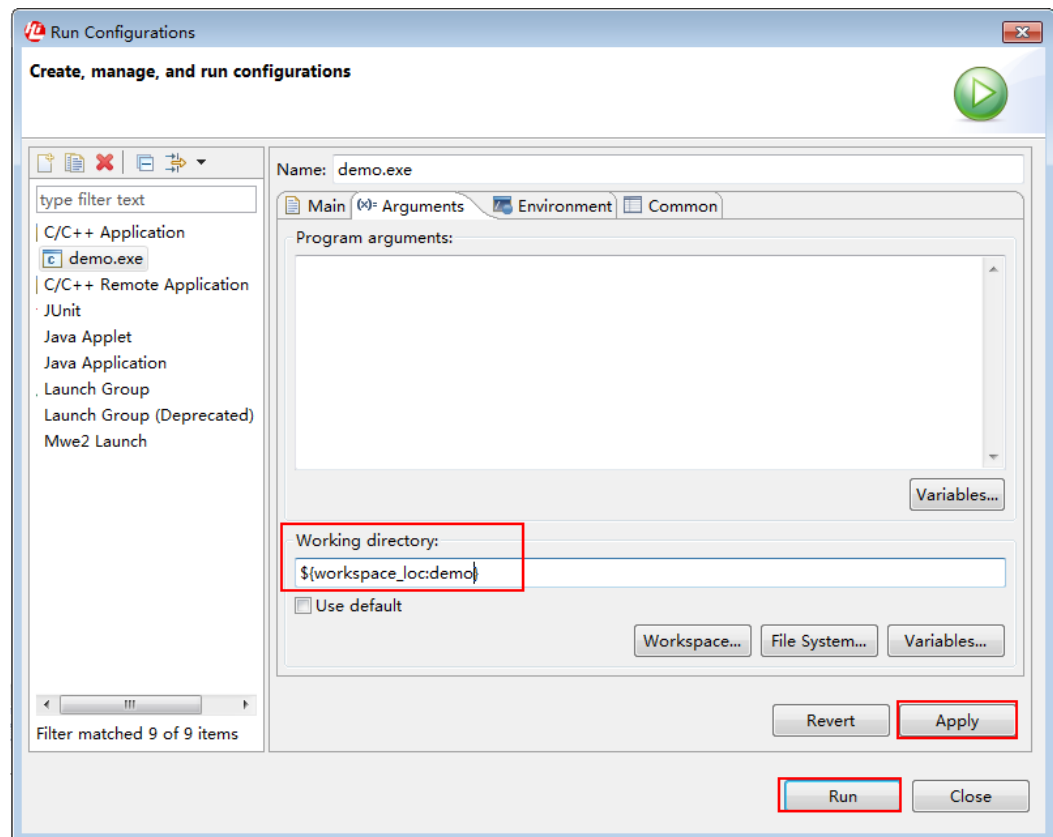 Run Configurations
Create, manage, and run configurations
type filter text
C/C++ Application
demo.exe
C/C++ Remote Application
JUnit
Java Applet
Java Application
Launch Group
Launch Group (Deprecated)
Mwe2 Launch
Filter matched 9 of 9 items
Name: demo.exe
Main (x)= Arguments Environment Common
Program arguments:
Variables...
Working directory:
${workspace_loc:demo}
Use default
Workspace... File System... Variables...
Revert Apply
Run Close